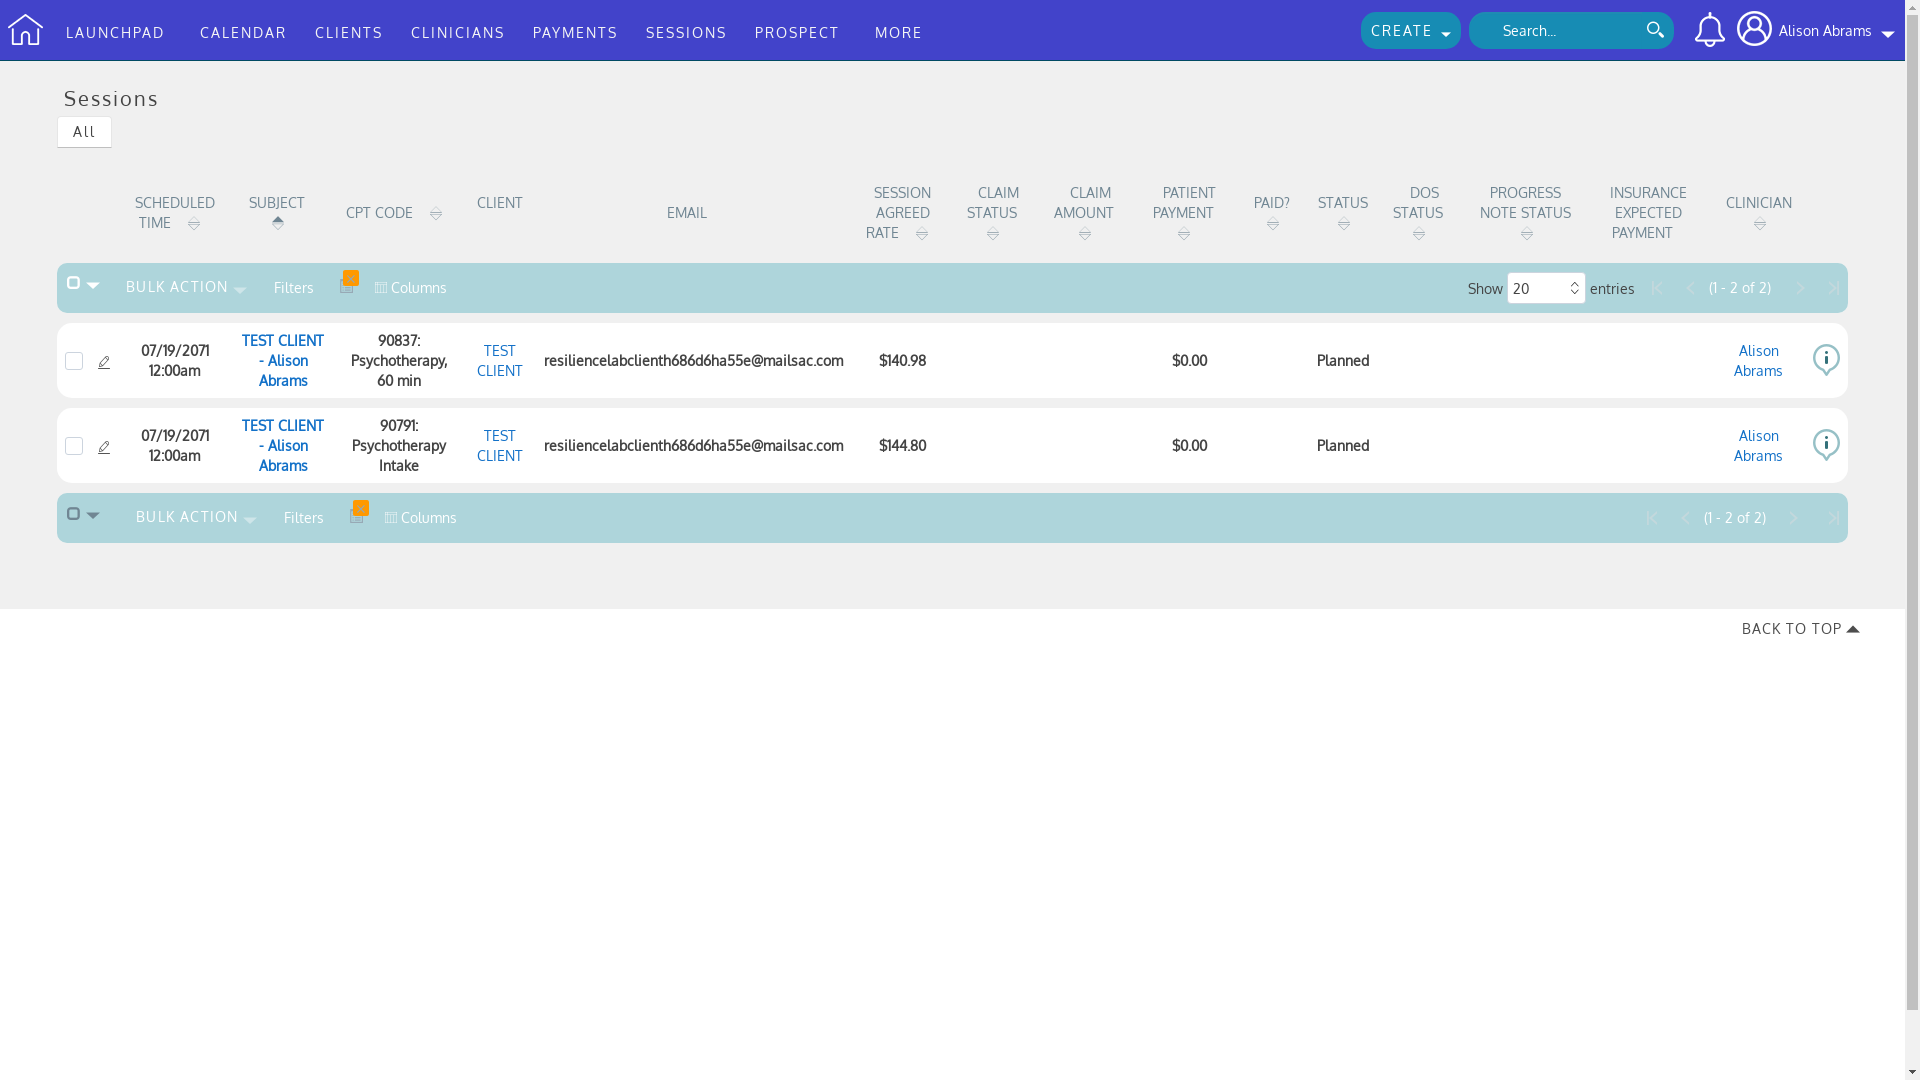 LAUNCHPAD CALENDAR CLIENTS CLINICIANS PAYMENTS SESSIONS PROSPECT MORE CREATE Search... Alison Abrams
Sessions
All
SCHEDULED TIME SUBJECT CPT CODE CLIENT EMAIL SESSION AGREED RATE CLAIM STATUS CLAIM AMOUNT PATIENT PAYMENT PAID? STATUS DOS STATUS PROGRESS NOTE STATUS INSURANCE EXPECTED PAYMENT CLINICIAN
BULK ACTION Filters Columns Show 20 entries (1 - 2 of 2)
07/19/2071 12:00am TEST CLIENT - Alison Abrams 90837: Psychotherapy, 60 min TEST CLIENT resiliencelabclienth686d6ha55e@mailsac.com $140.98 $0.00 Planned Alison Abrams
07/19/2071 12:00am TEST CLIENT - Alison Abrams 90791: Psychotherapy Intake TEST CLIENT resiliencelabclienth686d6ha55e@mailsac.com $144.80 $0.00 Planned Alison Abrams
BULK ACTION Filters Columns (1 - 2 of 2)
BACK TO TOP